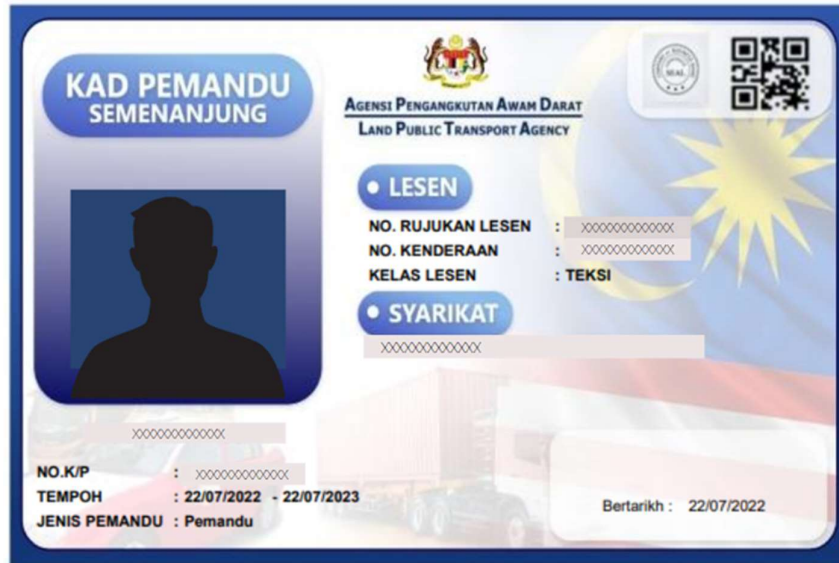 KAD PEMANDU
SEMENANJUNG
AGENSI PENGANGKUTAN AWAM DARAT
LAND PUBLIC TRANSPORT AGENCY
SEAL
• LESEN
NO. RUJUKAN LESEN : XXXXXXXXXXXXX
NO. KENDERAAN : XXXXXXXXXXXXX
KELAS LESEN : TEKSI
• SYARIKAT
XXXXXXXXXXXXX
XXXXXXXXXXXXX
NO.K/P : XXXXXXXXXXXXX
TEMPOH : 22/07/2022 - 22/07/2023
JENIS PEMANDU : Pemandu
Bertarikh : 22/07/2022